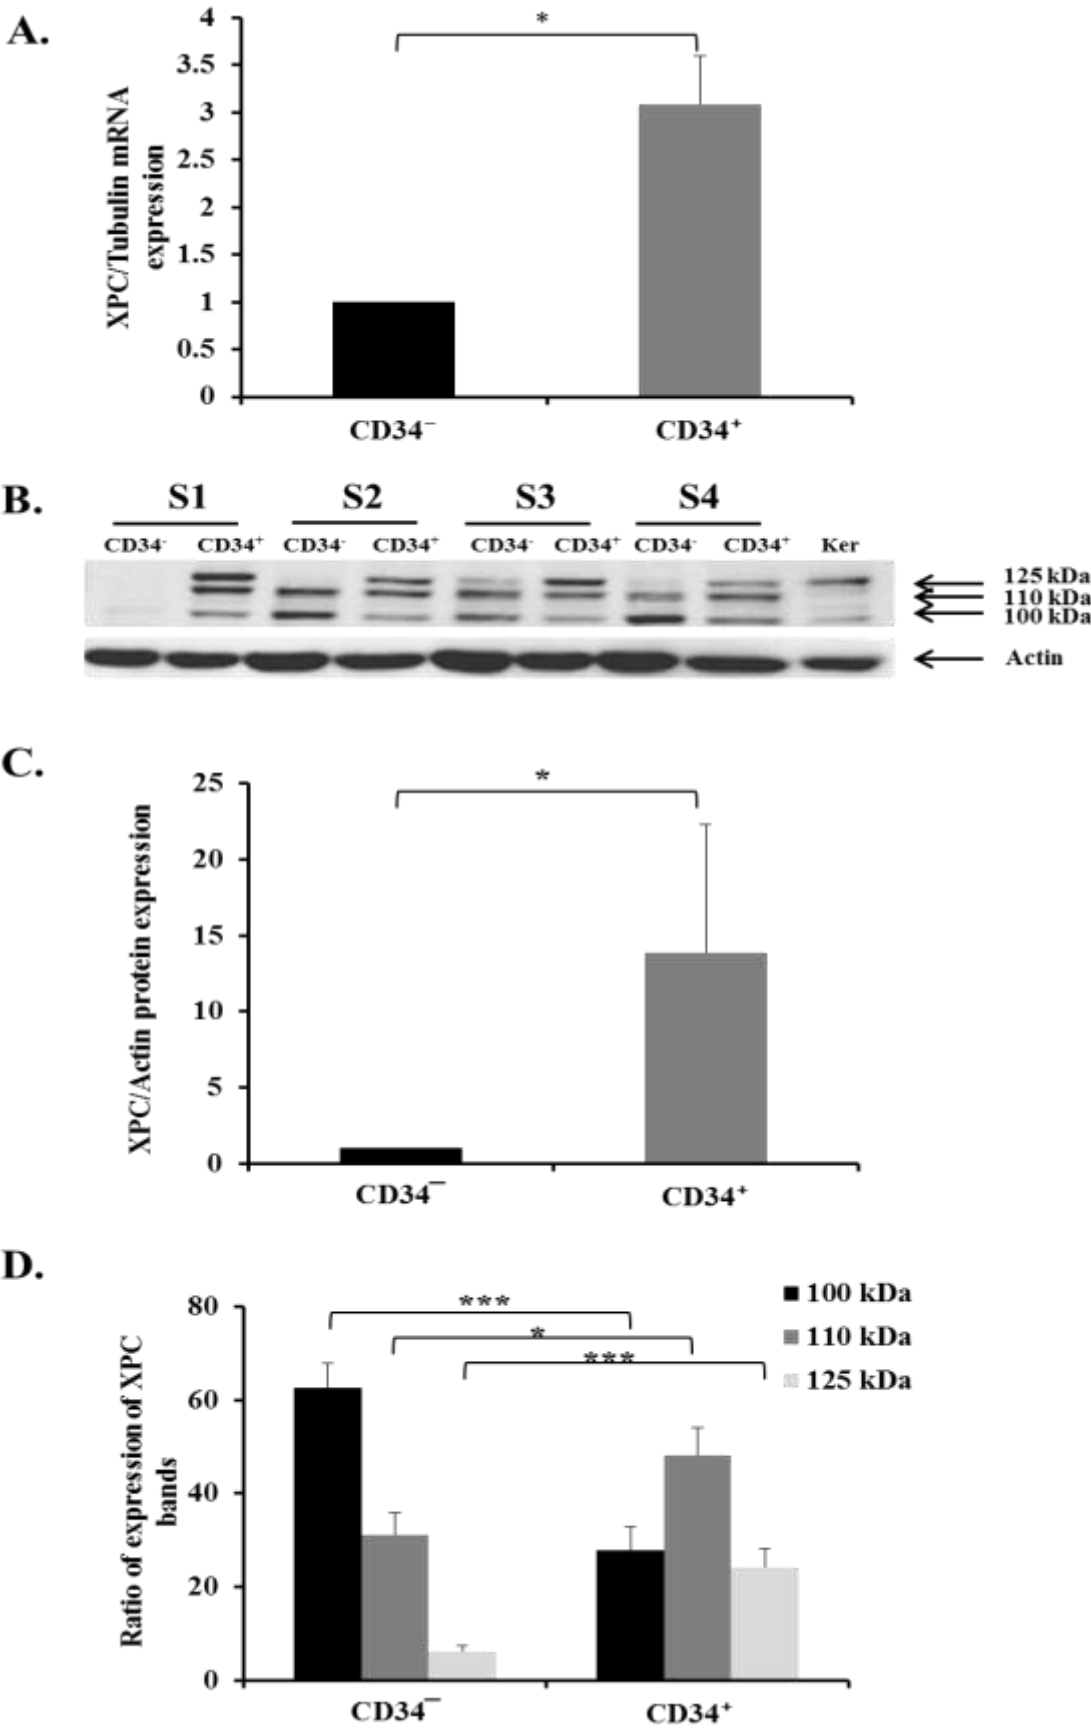 A.
*
4
3.5
3
2.5
2
1.5
1
0.5
0
XPC/Tubulin mRNA
expression
CD34⁻ CD34⁺
B.
S1 S2 S3 S4
CD34⁻ CD34⁺ CD34⁻ CD34⁺ CD34⁻ CD34⁺ CD34⁻ CD34⁺ Ker
125 kDa
110 kDa
100 kDa
Actin
C.
*
25
20
15
10
5
0
XPC/Actin protein expression
CD34⁻ CD34⁺
D.
100 kDa
110 kDa
125 kDa
***
*
***
80
60
40
20
0
Ratio of expression of XPC
bands
CD34⁻ CD34⁺